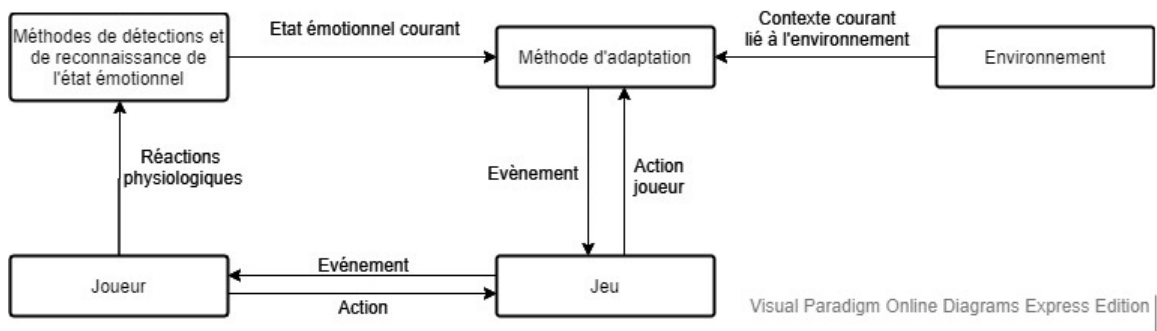 Méthodes de détections et
de reconnaissance de
l'état émotionnel
Etat émotionnel courant
Méthode d'adaptation
Contexte courant
lié à l'environnement
Environnement
Réactions
physiologiques
Evènement
Action
joueur
Joueur
Evénement
Action
Jeu
Visual Paradigm Online Diagrams Express Edition